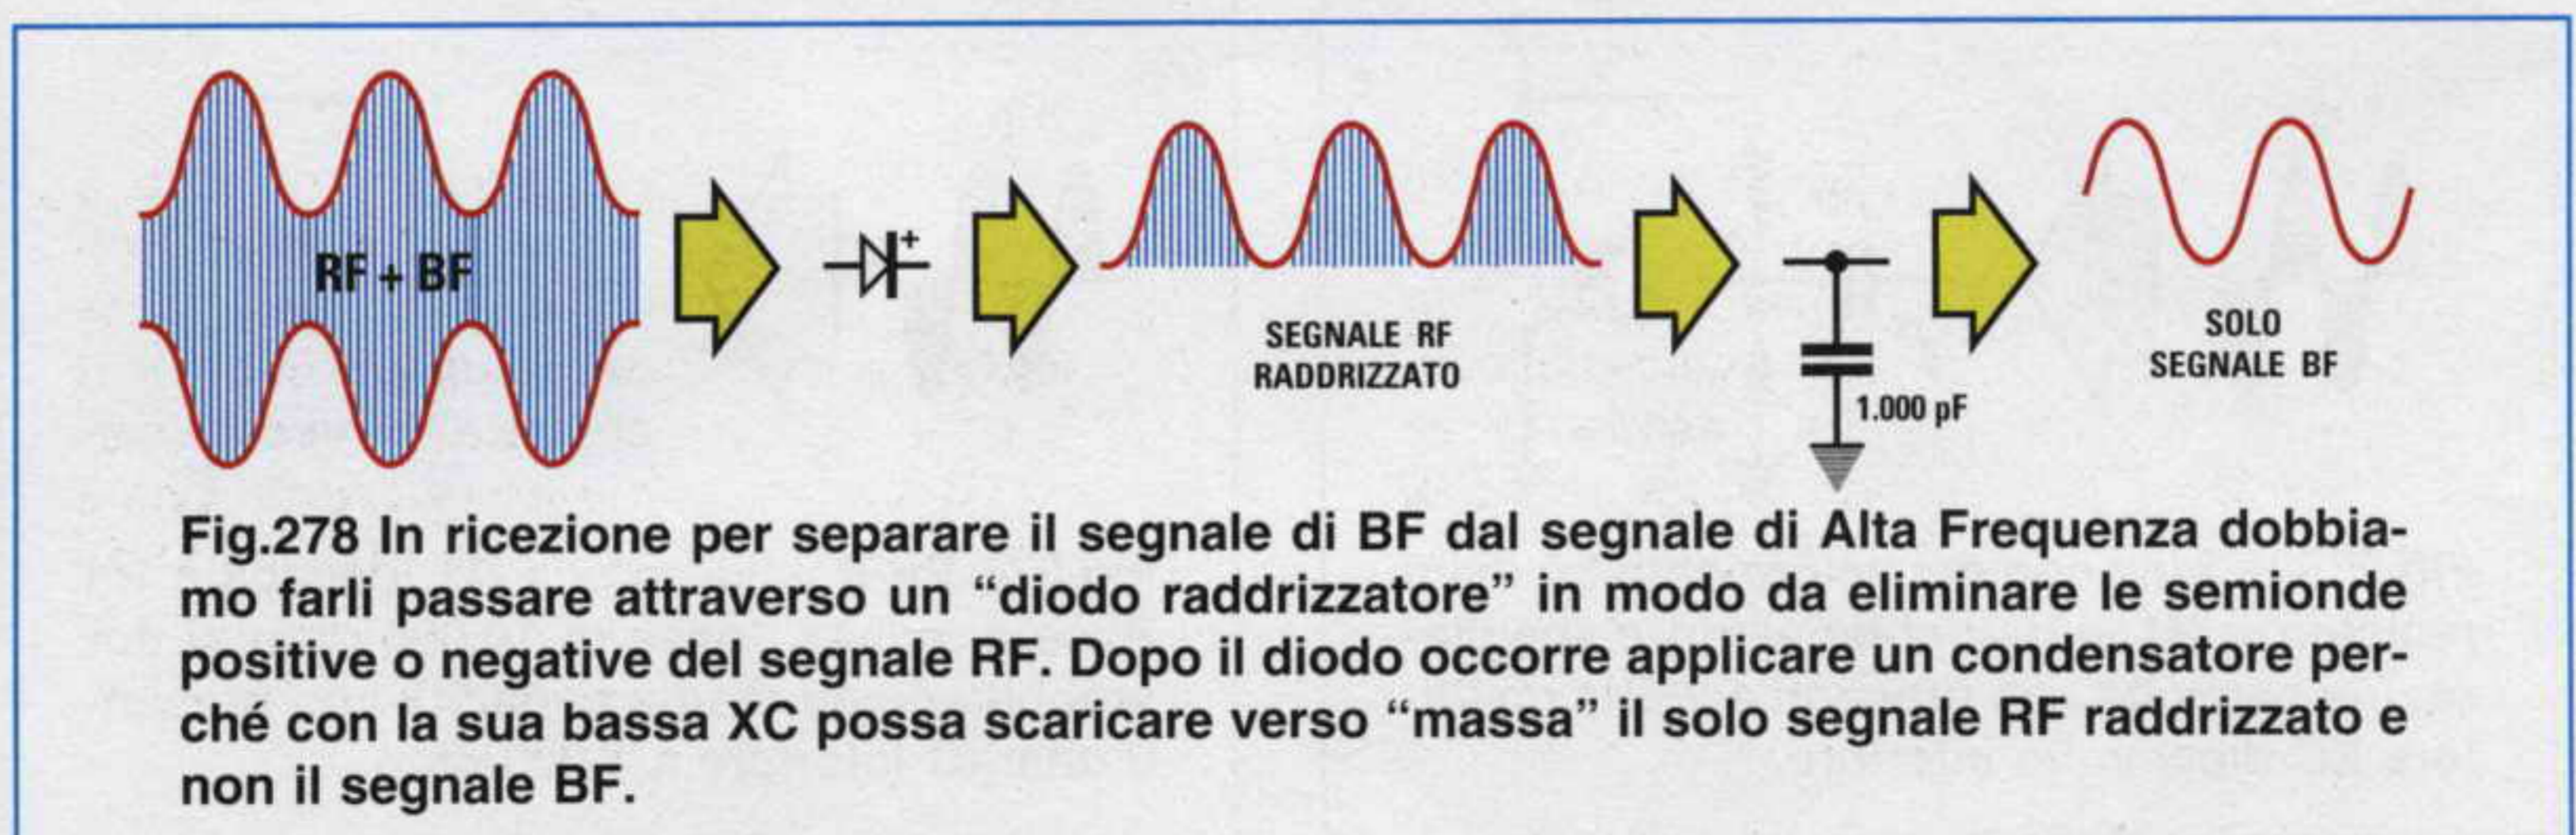 RF + BF
+
SEGNALE RF
RADDRIZZATO
1.000 pF
SOLO
SEGNALE BF
Fig.278 In ricezione per separare il segnale di BF dal segnale di Alta Frequenza dobbia-
mo farli passare attraverso un “diodo raddrizzatore” in modo da eliminare le semionde
positive o negative del segnale RF. Dopo il diodo occorre applicare un condensatore per-
ché con la sua bassa XC possa scaricare verso “massa” il solo segnale RF raddrizzato e
non il segnale BF.